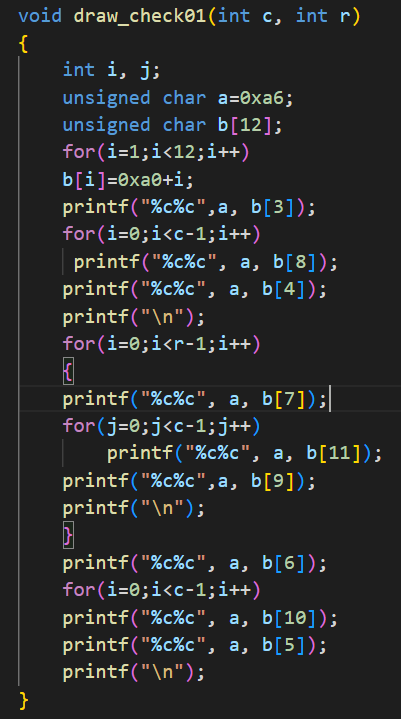 void draw_check01(int c, int r)
{
    int i, j;
    unsigned char a=0xa6;
    unsigned char b[12];
    for(i=1;i<12;i++)
    b[i]=0xa0+i;
    printf("%c%c",a, b[3]);
    for(i=0;i<c-1;i++)
     printf("%c%c", a, b[8]);
    printf("%c%c", a, b[4]);
    printf("\n");
    for(i=0;i<r-1;i++)
    {
    printf("%c%c", a, b[7]);
    for(j=0;j<c-1;j++)
        printf("%c%c", a, b[11]);
    printf("%c%c",a, b[9]);
    printf("\n");
    }
    printf("%c%c", a, b[6]);
    for(i=0;i<c-1;i++)
    printf("%c%c", a, b[10]);
    printf("%c%c", a, b[5]);
    printf("\n");
}